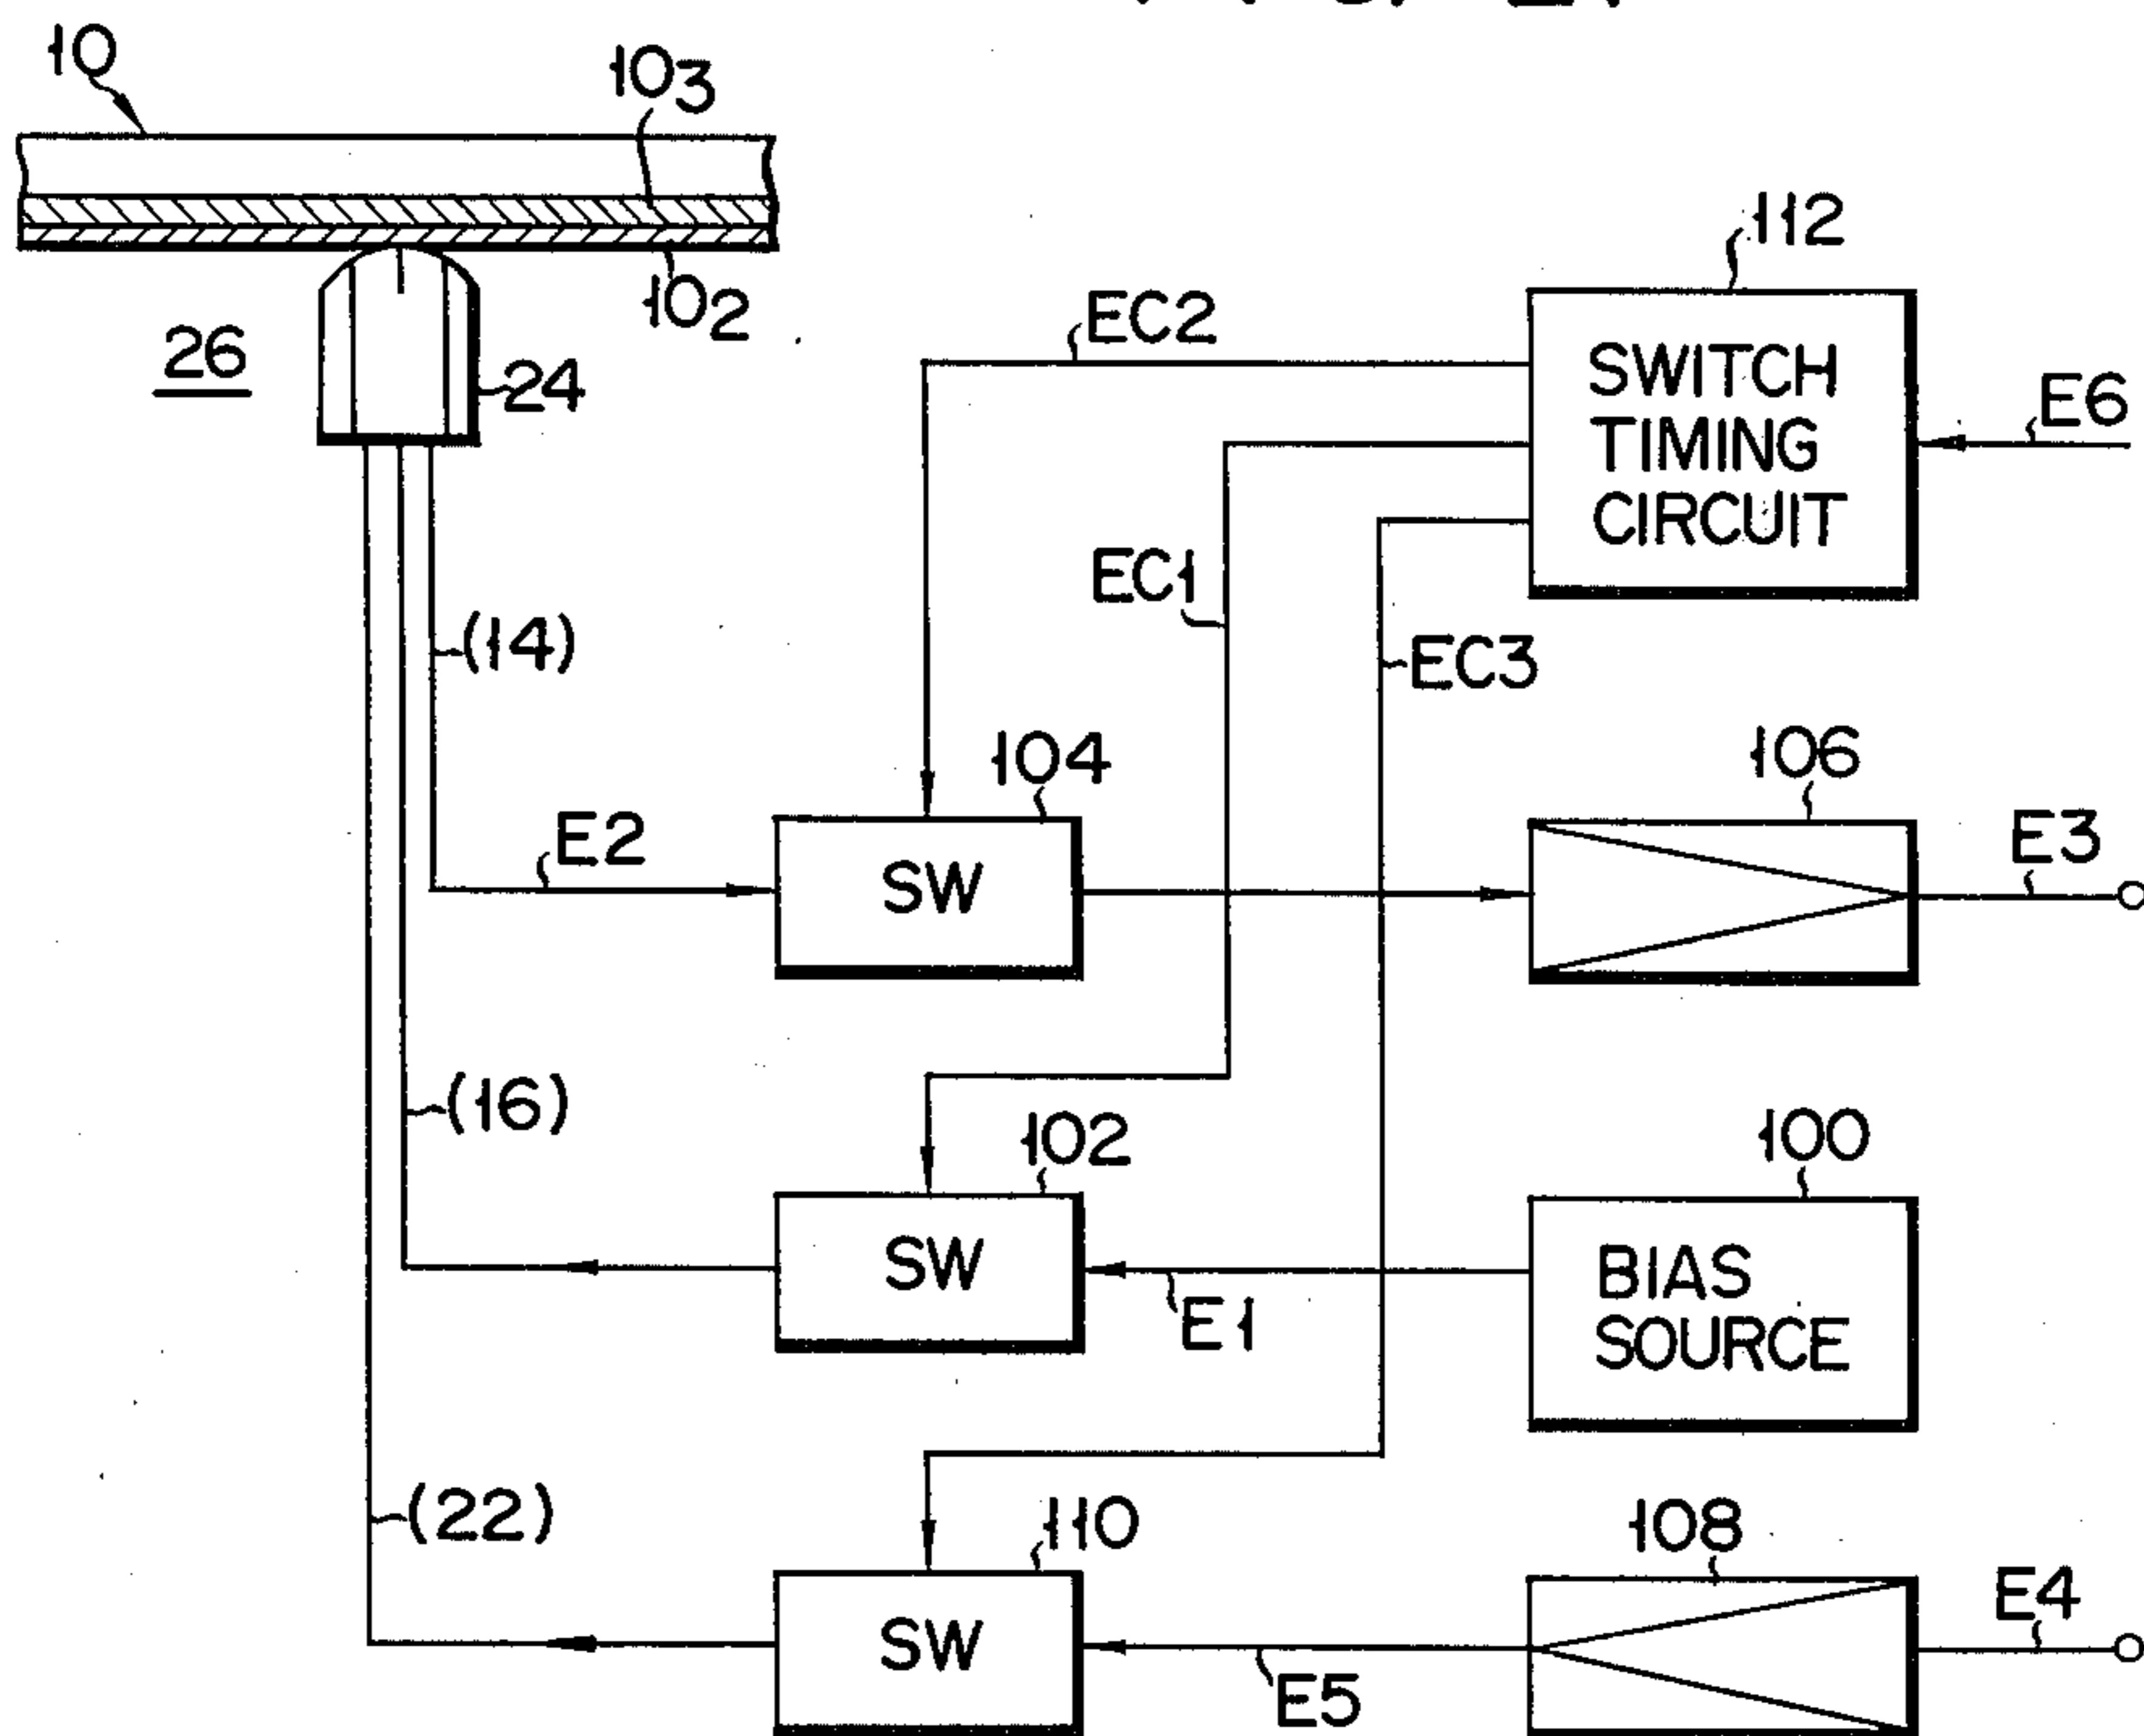 10
103
102
26
24
112
EC2
SWITCH
TIMING
CIRCUIT
E6
EC1
EC3
(14)
104
106
E2
E3
SW
(16)
102
100
SW
E1
BIAS
SOURCE
(22)
110
108
E4
SW
E5